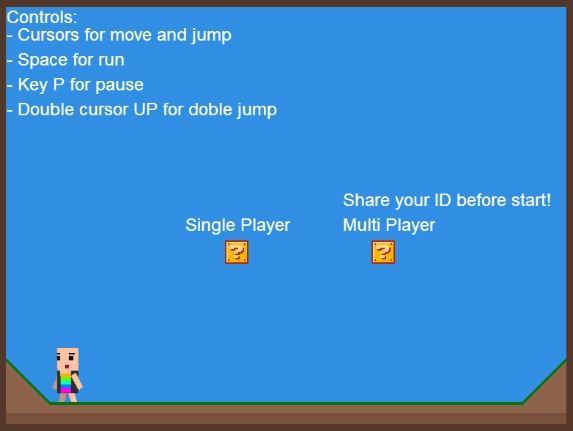 Controls:
- Cursors for move and jump
- Space for run
- Key P for pause
- Double cursor UP for doble jump
Share your ID before start!
Single Player
Multi Player
?
?